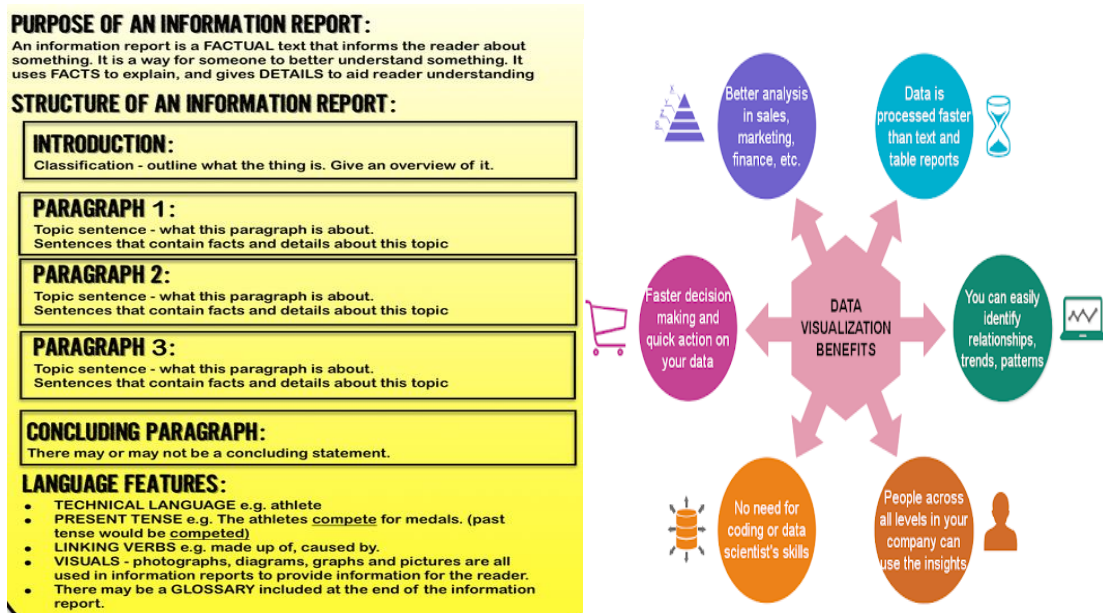 PURPOSE OF AN INFORMATION REPORT:
An information report is a FACTUAL text that informs the reader about
something. It is a way for someone to better understand something. It
uses FACTS to explain, and gives DETAILS to aid reader understanding
STRUCTURE OF AN INFORMATION REPORT:
INTRODUCTION:
Classification - outline what the thing is. Give an overview of it.
PARAGRAPH 1:
Topic sentence - what this paragraph is about.
Sentences that contain facts and details about this topic
PARAGRAPH 2:
Topic sentence - what this paragraph is about.
Sentences that contain facts and details about this topic
PARAGRAPH 3:
Topic sentence - what this paragraph is about.
Sentences that contain facts and details about this topic
CONCLUDING PARAGRAPH:
There may or may not be a concluding statement.
LANGUAGE FEATURES:
• TECHNICAL LANGUAGE e.g. athlete
• PRESENT TENSE e.g. The athletes compete for medals. (past
tense would be competed)
• LINKING VERBS e.g. made up of, caused by.
• VISUALS - photographs, diagrams, graphs and pictures are all
used in information reports to provide information for the reader.
• There may be a GLOSSARY included at the end of the information
report.
Better analysis
in sales,
marketing,
finance, etc.
Data is
processed faster
than text and
table reports
Faster decision
making and
quick action on
your data
DATA
VISUALIZATION
BENEFITS
You can easily
identify
relationships,
trends, patterns
No need for
coding or data
scientist's skills
People across
all levels in your
company can
use the insights